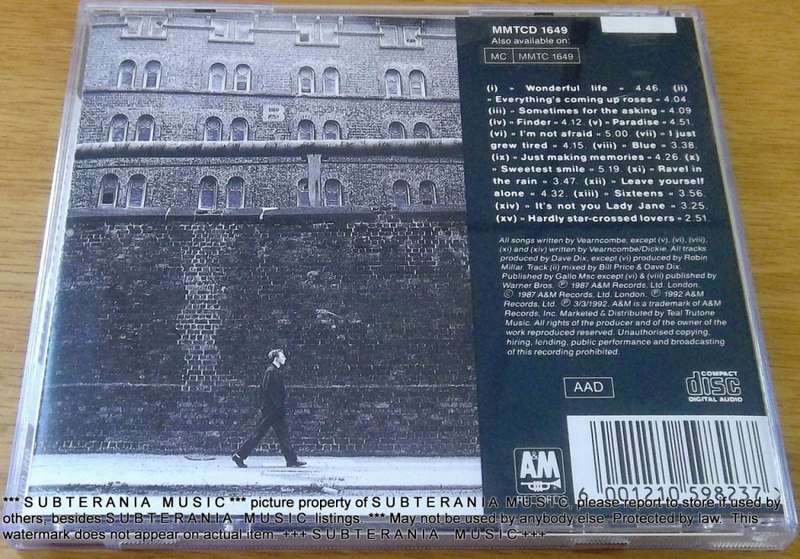 MMTCD 1649
Also available on:
MC MMTC 1649
(i) » Wonderful life » 4.46. (ii)
» Everything's coming up roses » 4.04.
(iii) » Sometimes for the asking » 4.09
(iv) » Finder » 4.12. (v) » Paradise » 4.51.
(vi) » I'm not afraid » 5.00. (vii) » I just
grew tired » 4.15. (viii) » Blue » 3.38.
(ix) » Just making memories » 4.26. (x)
» Sweetest smile » 5.19. (xi) » Ravel in
the rain » 3.47. (xii) » Leave yourself
alone » 4.32. (xiii) » Sixteens » 3.56.
(xiv) » It's not you Lady Jane » 3.25.
(xv) » Hardly star-crossed lovers » 2.51.
All songs written by Vearncombe, except (v), (vi), (viii),
(xi) and (xiv) written by Vearncombe/Dickie. All tracks
produced by Dave Dix, except (vi) produced by Robin
Millar. Track (ii) mixed by Bill Price & Dave Dix.
Published by Gallo Msc except (vi) & (viii) published by
Warner Bros. ℗ 1987 A&M Records, Ltd. London.
© 1987 A&M Records, Ltd. London. ℗ 1992 A&M
Records, Ltd. ℗ 3/3/1992. A&M is a trademark of A&M
Records, Inc. Marketed & Distributed by Teal Trutone
Music. All rights of the producer and of the owner of the
work reproduced reserved. Unauthorised copying,
hiring, lending, public performance and broadcasting
of this recording prohibited.
AAD
COMPACT
disc
DIGITAL AUDIO
A&M
6 001210 598237
B
*** SUBTERANIA MUSIC *** picture property of SUBTERANIA MUSIC, please report to store if used by
others, besides SUBTERANIA MUSIC listings. *** May not be used by anybody else. Protected by law. This
watermark does not appear on actual item. +++ SUBTERANIA MUSIC +++